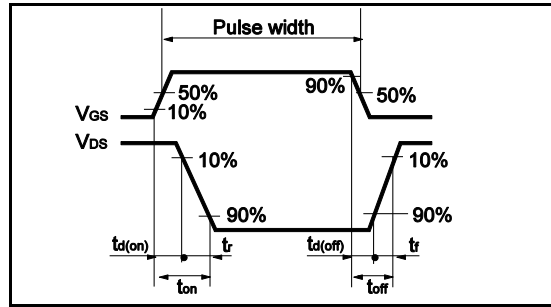 Pulse width
90%
50%
50%
10%
VGS
VDS
10%
10%
90%
90%
td(on)
tr
td(off)
tf
ton
toff